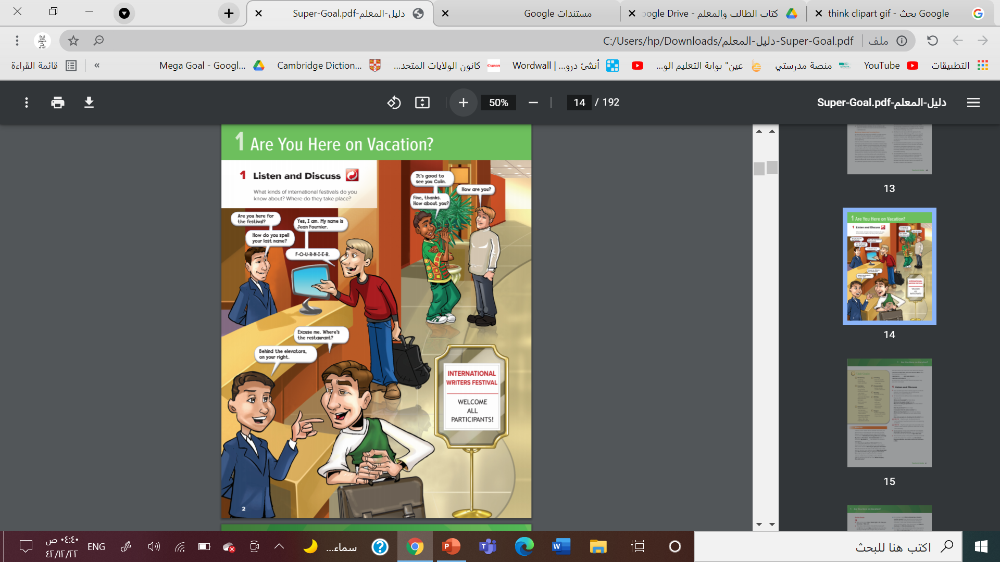 Super-Goal.pdf-دليل-المعلم
مستندات Google
كتاب الطالب والمعلم - oogle Drive
think clipart gif - بحث Google
C:/Users/hp/Downloads/دليل-المعلم-Super-Goal.pdf
ملف
التطبيقات
YouTube
منصة مدرستي
عين" بوابة التعليم الو...
أنشئ درو... | Wordwall
كانون الولايات المتحد...
Cambridge Diction...
Mega Goal - Googl...
قائمة القراءة
50%
14 / 192
Super-Goal.pdf-دليل-المعلم
1 Are You Here on Vacation?
1 Listen and Discuss
What kinds of international festivals do you
know about? Where do they take place?
It's good to
see you Colin.
How are you?
Fine, thanks.
How about you?
Are you here for
the festival?
Yes, I am. My name is
Jean Fournier.
How do you spell
your last name?
F-O-U-R-N-I-E-R.
Excuse me. Where's
the restaurant?
Behind the elevators,
on your right.
INTERNATIONAL
WRITERS FESTIVAL
WELCOME
ALL
PARTICIPANTS!
2
13
14
15
1 Are You Here on Vacation?
1 Listen and Discuss
اكتب هنا للبحث
سماء...
ENG
٠٤:٤٠ ص
٤٢/١٢/٢٢